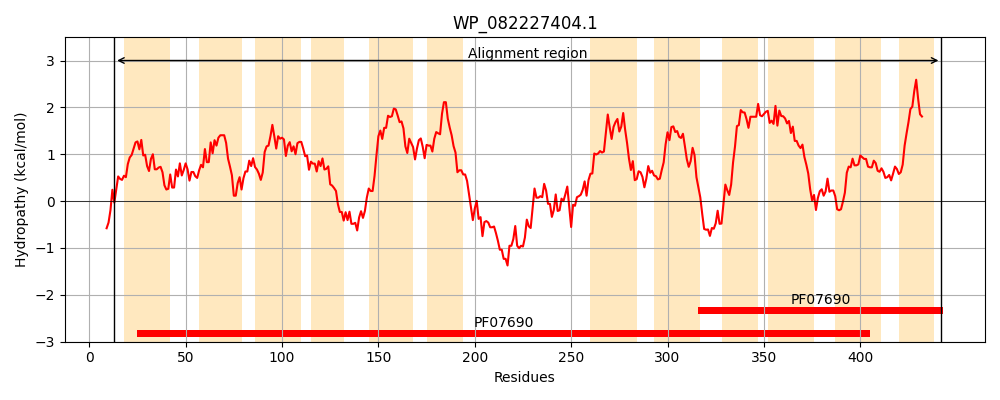 WP_082227404.1
Alignment region
Hydropathy (kcal/mol)
3
2
1
0
−1
−2
−3
PF07690
PF07690
0 50 100 150 200 250 300 350 400
Residues